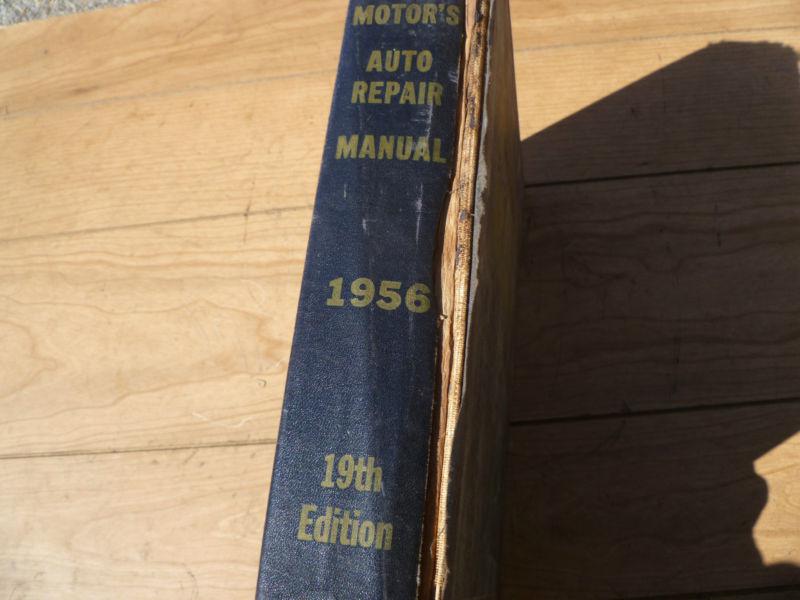 MOTOR'S
AUTO
REPAIR
MANUAL
1956
19th
Edition